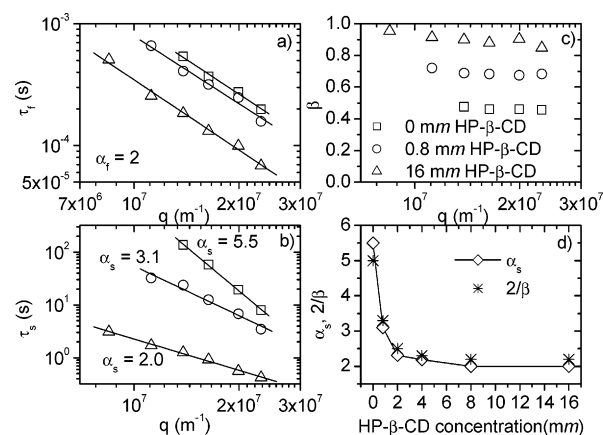 10⁻³
a)
τf (s)
10⁻⁴
αf = 2
5x10⁻⁵
7x10⁶
10⁷
2x10⁷
3x10⁷
q (m⁻¹)
1.0
c)
0.8
0.6
β
0.4
0.2
0.0
0 mm HP-β-CD
0.8 mm HP-β-CD
16 mm HP-β-CD
10⁷
2x10⁷
3x10⁷
q (m⁻¹)
b)
10²
αs = 5.5
αs = 3.1
τs (s)
10¹
10⁰
αs = 2.0
10⁷
2x10⁷
3x10⁷
q (m⁻¹)
6
d)
5
αs, 2/β
4
3
2
αs
2/β
0 2 4 6 8 10 12 14 16
HP-β-CD concentration(mm)